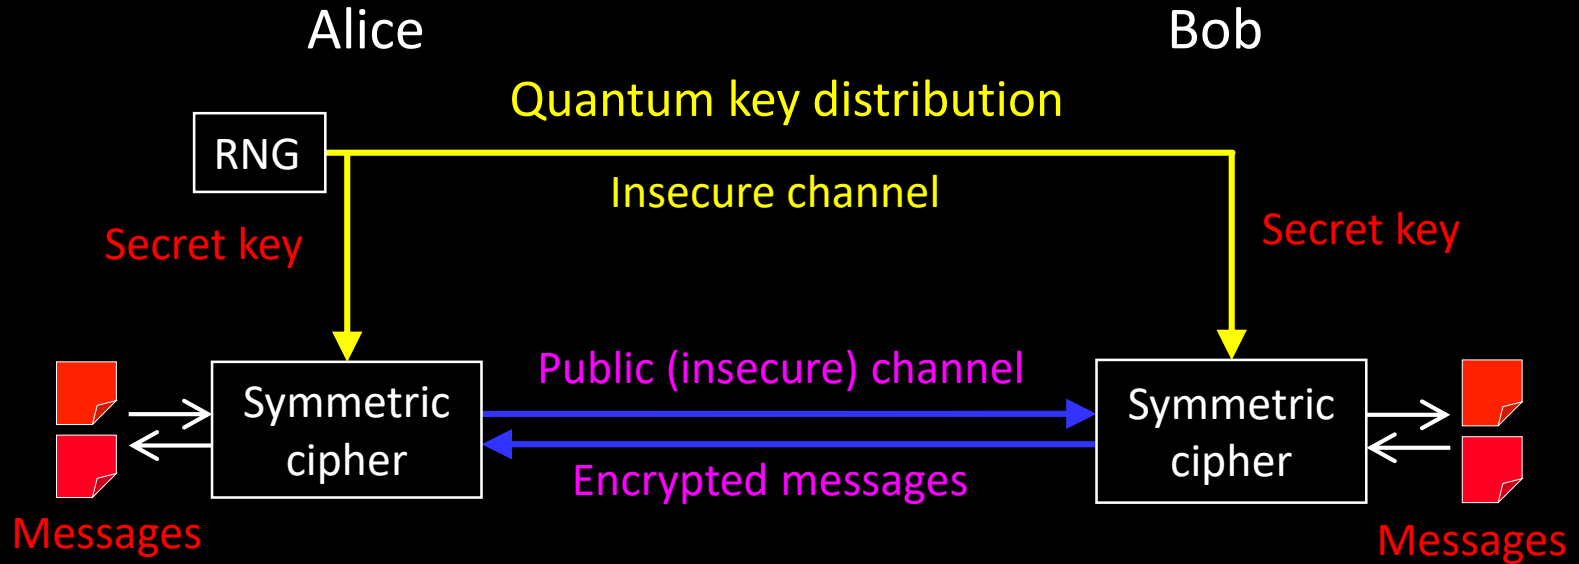 Alice
Bob
Quantum key distribution
RNG
Insecure channel
Secret key
Secret key
Public (insecure) channel
Symmetric
cipher
Symmetric
cipher
Encrypted messages
Messages
Messages